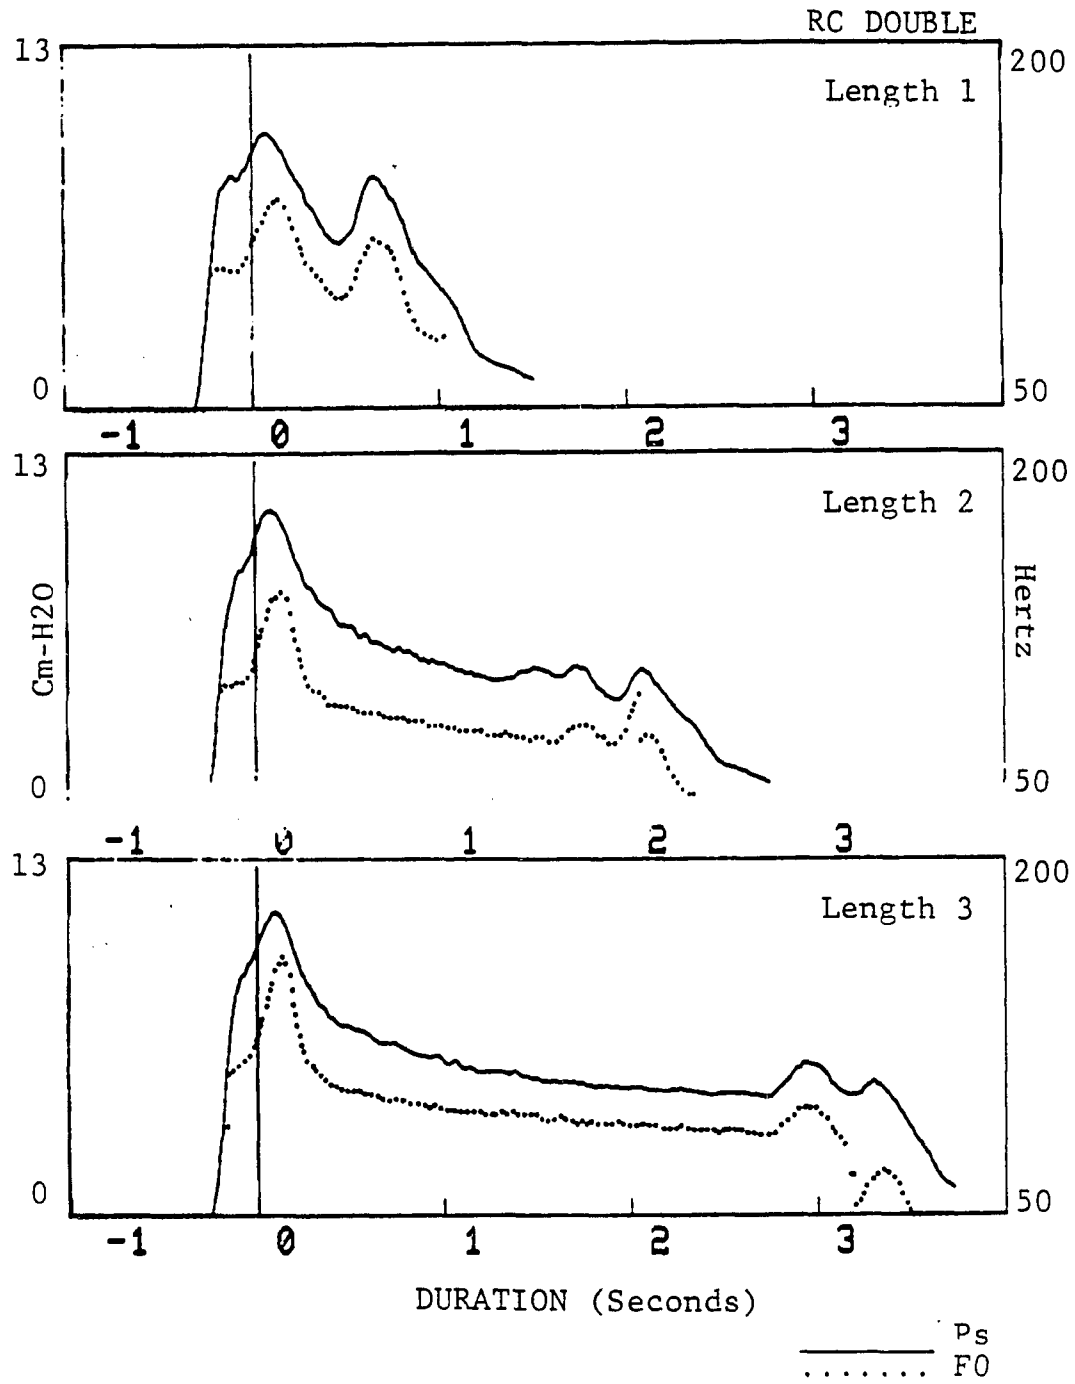 RC DOUBLE
13
200
Length 1
0
50
-1 0 1 2 3
13
200
Length 2
Cm-H2O
Hertz
0
50
-1 0 1 2 3
13
200
Length 3
0
50
-1 0 1 2 3
DURATION (Seconds)
Ps
F0